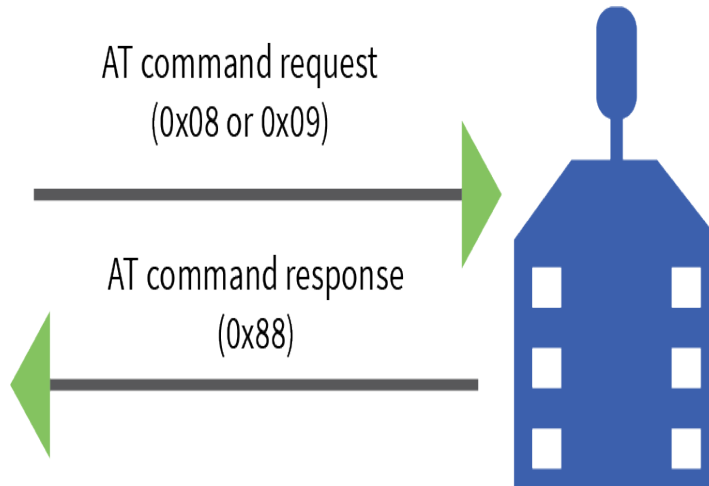 AT command request
(0x08 or 0x09)
AT command response
(0x88)